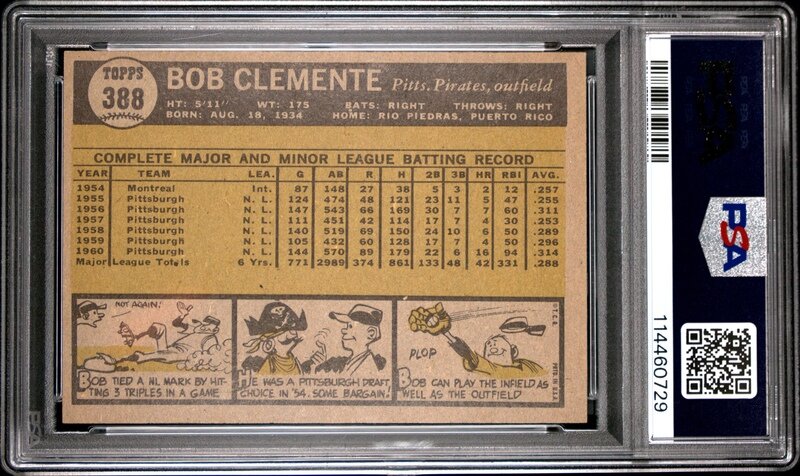 TOPPS
388
BOB CLEMENTE Pitts. Pirates, outfield
HT: 5'11" WT: 175 BATS: RIGHT THROWS: RIGHT
BORN: AUG. 18, 1934 HOME: RIO PIEDRAS, PUERTO RICO
COMPLETE MAJOR AND MINOR LEAGUE BATTING RECORD
YEAR TEAM LEA. G AB R H 2B 3B HR RBI AVG.
1954 Montreal Int. 87 148 27 38 5 3 2 12 .257
1955 Pittsburgh N. L. 124 474 48 121 23 11 5 47 .255
1956 Pittsburgh N. L. 147 543 66 169 30 7 7 60 .311
1957 Pittsburgh N. L. 111 451 42 114 17 7 4 30 .253
1958 Pittsburgh N. L. 140 519 69 150 24 10 6 50 .289
1959 Pittsburgh N. L. 105 432 60 128 17 7 4 50 .296
1960 Pittsburgh N. L. 144 570 89 179 22 6 16 94 .314
Major League Totals 6 Yrs. 771 2989 374 861 133 48 42 331 .288
NOT AGAIN!
BOB TIED A NL MARK BY HIT-
TING 3 TRIPLES IN A GAME
HE WAS A PITTSBURGH DRAFT
CHOICE IN '54. SOME BARGAIN!
PLOP
BOB CAN PLAY THE INFIELD AS
WELL AS THE OUTFIELD
©T.C.G.
PRTD. IN U.S.A.
PSA
114460729